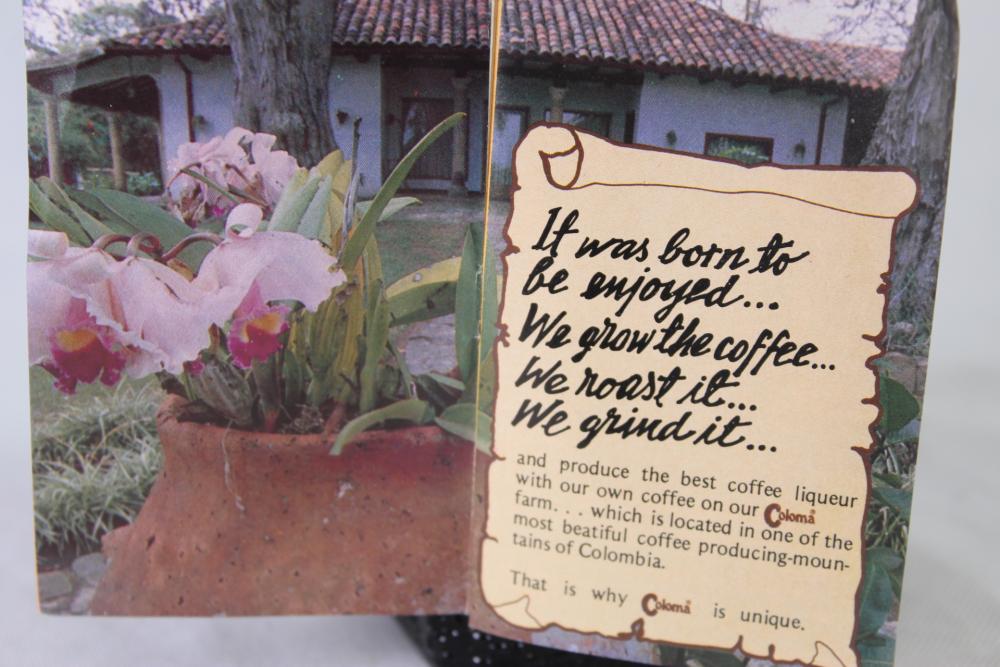 It was born to
be enjoyed...
We grow the coffee...
We roast it...
We grind it...
and produce the best coffee liqueur
with our own coffee on our Coloma®
farm. . . which is located in one of the
most beatiful coffee producing-moun-
tains of Colombia.
That is why Coloma® is unique.